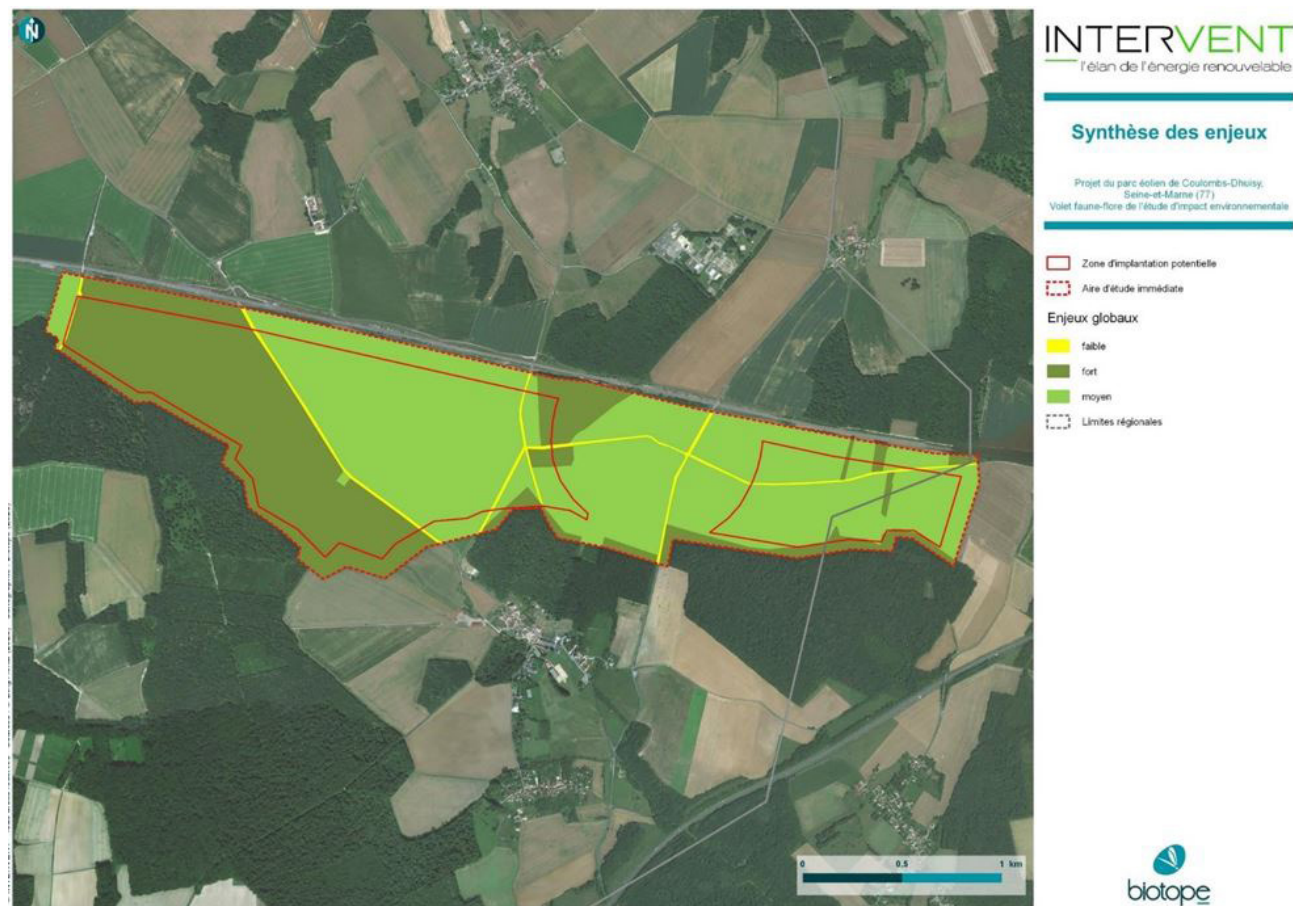 N
INTERVENT
l'élan de l'énergie renouvelable
Synthèse des enjeux
Projet du parc éolien de Coulombs-Dhuisy,
Seine-et-Marne (77)
Volet faune-flore de l'étude d'impact environnementale
Zone d'implantation potentielle
Aire d'étude immédiate
Enjeux globaux
faible
fort
moyen
Limites régionales
0 0.5 1 km
biotope